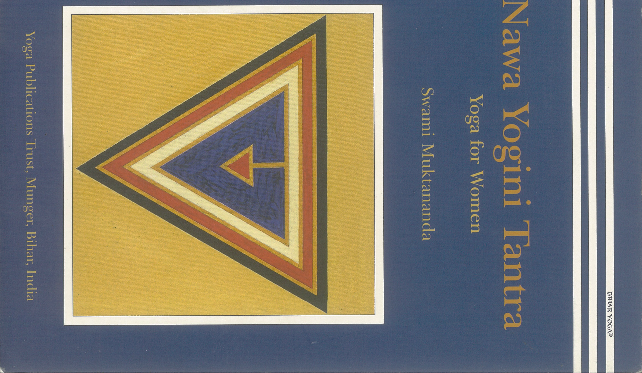 Nawa Yogini Tantra
Yoga for Women
Swami Muktananda
Yoga Publications Trust, Munger, Bihar, India